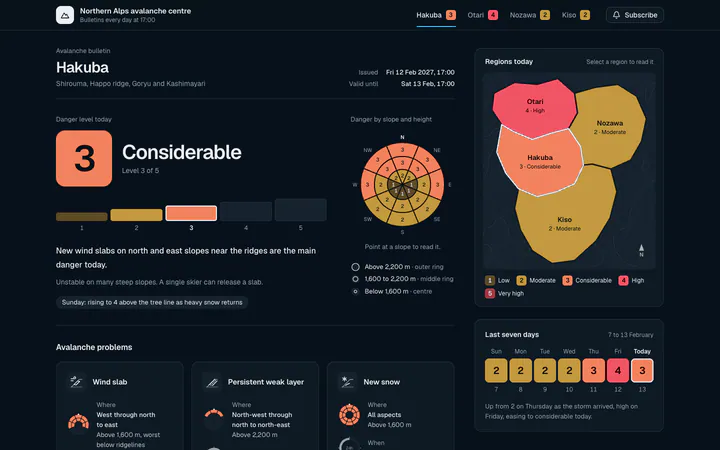 Northern Alps avalanche centre
Bulletins every day at 17:00
Hakuba 3
Otari 4
Nozawa 2
Kiso 2
Subscribe
Avalanche bulletin
Hakuba
Shirouma, Happo ridge, Goryu and Kashimayari
Issued Fri 12 Feb 2027, 17:00
Valid until Sat 13 Feb, 17:00
Danger level today
3
Considerable
Level 3 of 5
1 2 3 4 5
New wind slabs on north and east slopes near the ridges are the main
danger today.
Unstable on many steep slopes. A single skier can release a slab.
Sunday: rising to 4 above the tree line as heavy snow returns
Danger by slope and height
N
NW NE
W E
SW SE
S
Point at a slope to read it.
Above 2,200 m · outer ring
1,600 to 2,200 m · middle ring
Below 1,600 m · centre
Avalanche problems
Wind slab
Where
West through north
to east
Above 1,600 m, worst
below ridgelines
Persistent weak layer
Where
North-west through
north to north-east
Above 2,200 m
New snow
Where
All aspects
Above 1,600 m
When
Regions today
Select a region to read it
Otari
4 · High
Nozawa
2 · Moderate
Hakuba
3 · Considerable
Kiso
2 · Moderate
N
1 Low
2 Moderate
3 Considerable
4 High
5 Very high
Last seven days
7 to 13 February
Sun Mon Tue Wed Thu Fri Today
2 2 2 2 3 4 3
7 8 9 10 11 12 13
Up from 2 on Thursday as the storm arrived, high on
Friday, easing to considerable today.